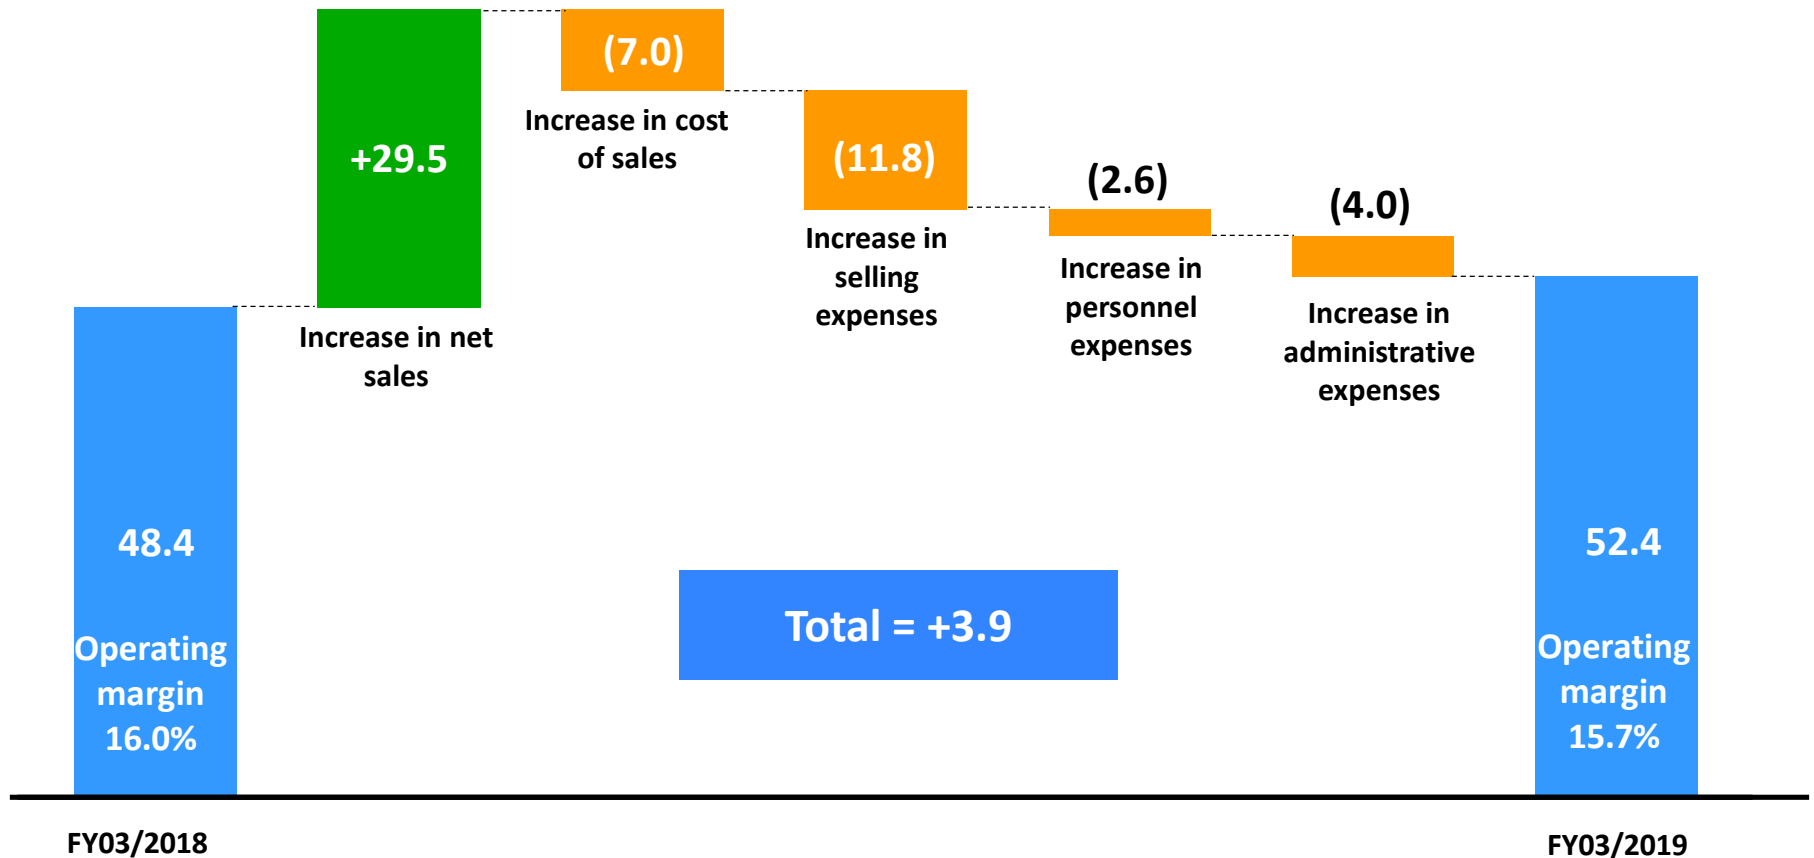 +29.5
Increase in net
sales
(7.0)
Increase in cost
of sales
(11.8)
Increase in
selling
expenses
(2.6)
Increase in
personnel
expenses
(4.0)
Increase in
administrative
expenses
48.4
Operating
margin
16.0%
Total = +3.9
52.4
Operating
margin
15.7%
FY03/2018
FY03/2019